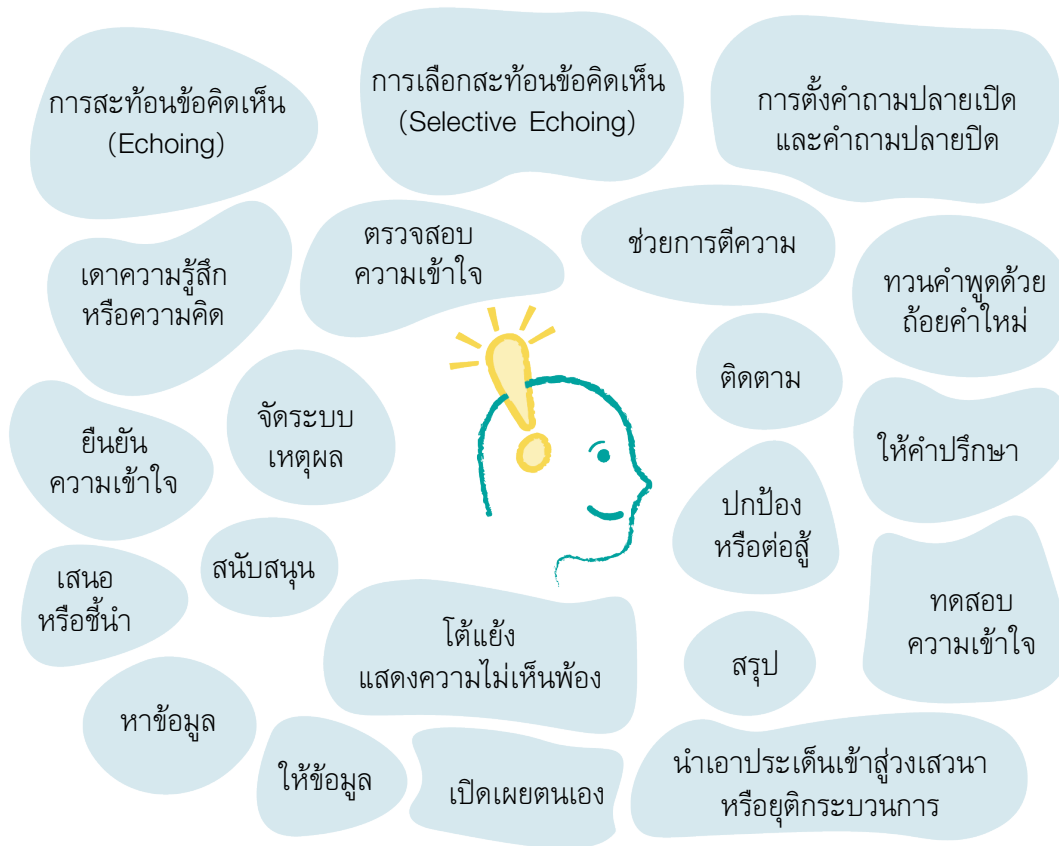 การสะท้อนข้อคิดเห็น
(Echoing)
การเลือกสะท้อนข้อคิดเห็น
(Selective Echoing)
การตั้งคำถามปลายเปิด
และคำถามปลายปิด
เดาความรู้สึก
หรือความคิด
ตรวจสอบ
ความเข้าใจ
ช่วยการตีความ
ทวนคำพูดด้วย
ถ้อยคำใหม่
ติดตาม
ยืนยัน
ความเข้าใจ
จัดระบบ
เหตุผล
ให้คำปรึกษา
ปกป้อง
หรือต่อสู้
เสนอ
หรือชี้นำ
สนับสนุน
โต้แย้ง
แสดงความไม่เห็นพ้อง
สรุป
ทดสอบ
ความเข้าใจ
หาข้อมูล
ให้ข้อมูล
เปิดเผยตนเอง
นำเอาประเด็นเข้าสู่วงเสวนา
หรือยุติกระบวนการ